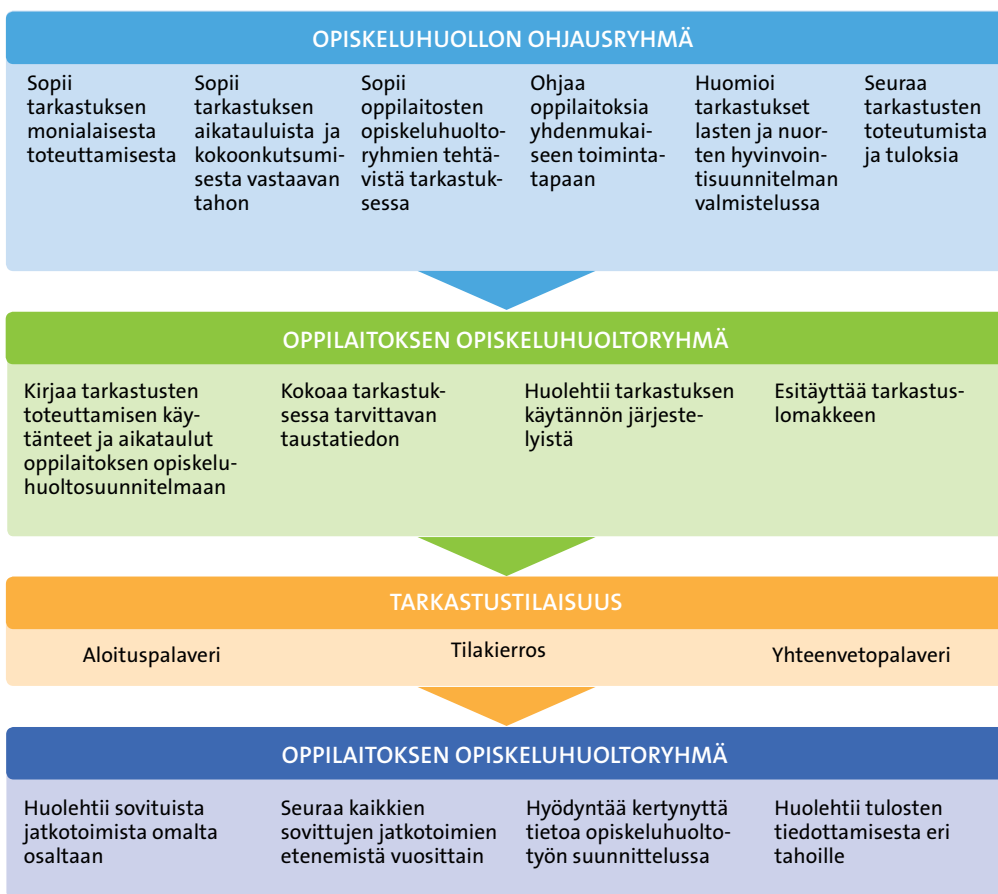 OPISKELUHUOLLON OHJAUSRYHMÄ
Sopii
tarkastuksen
monialaisesta
toteuttamisesta
Sopii
tarkastuksen
aikatauluista ja
kokoonkutsumi-
sesta vastaavan
tahon
Sopii
oppilaitosten
opiskeluhuolto-
ryhmien tehtä-
vistä tarkastuk-
sessa
Ohjaa
oppilaitoksia
yhdenmukai-
seen toiminta-
tapaan
Huomioi
tarkastukset
lasten ja nuor-
ten hyvinvoin-
tisuunnitelman
valmistelussa
Seuraa
tarkastusten
toteutumista
ja tuloksia
OPPILAITOKSEN OPISKELUHUOLTORYHMÄ
Kirjaa tarkastusten
toteuttamisen käy-
tänteet ja aikataulut
oppilaitoksen opiskelu-
huoltosuunnitelmaan
Kokoaa tarkastuk-
sessa tarvittavan
taustatiedon
Huolehtii tarkastuksen
käytännön järjeste-
lyistä
Esitäyttää tarkastus-
lomakkeen
TARKASTUSTILAISUUS
Aloituspalaveri
Tilakierros
Yhteenvetopalaveri
OPPILAITOKSEN OPISKELUHUOLTORYHMÄ
Huolehtii sovituista
jatkotoimista omalta
osaltaan
Seuraa kaikkien
sovittujen jatkotoimien
etenemistä vuosittain
Hyödyntää kertynyttä
tietoa opiskeluhuolto-
työn suunnittelussa
Huolehtii tulosten
tiedottamisesta eri
tahoille